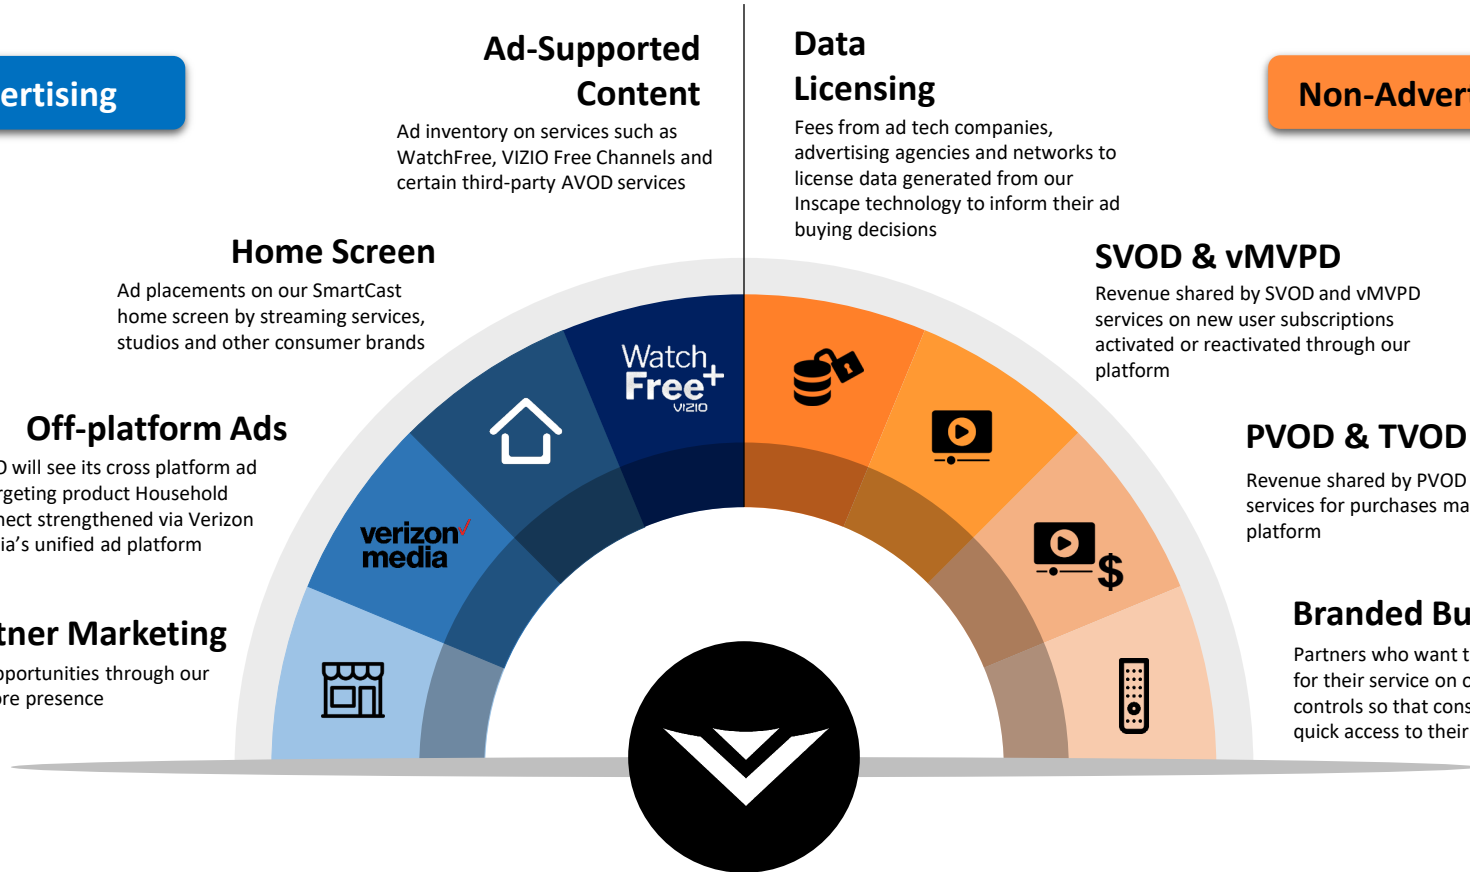 ertising
Ad-Supported
Content
Ad inventory on services such as
WatchFree, VIZIO Free Channels and
certain third-party AVOD services
Home Screen
Ad placements on our SmartCast
home screen by streaming services,
studios and other consumer brands
Off-platform Ads
O will see its cross platform ad
rgeting product Household
nect strengthened via Verizon
ia's unified ad platform
tner Marketing
pportunities through our
ore presence
Data
Licensing
Fees from ad tech companies,
advertising agencies and networks to
license data generated from our
Inscape technology to inform their ad
buying decisions
Non-Advert
SVOD & vMVPD
Revenue shared by SVOD and vMVPD
services on new user subscriptions
activated or reactivated through our
platform
PVOD & TVOD
Revenue shared by PVOD
services for purchases ma
platform
Branded Bu
Partners who want t
for their service on o
controls so that cons
quick access to their
Watch
Free+
VIZIO
verizon✓
media
$